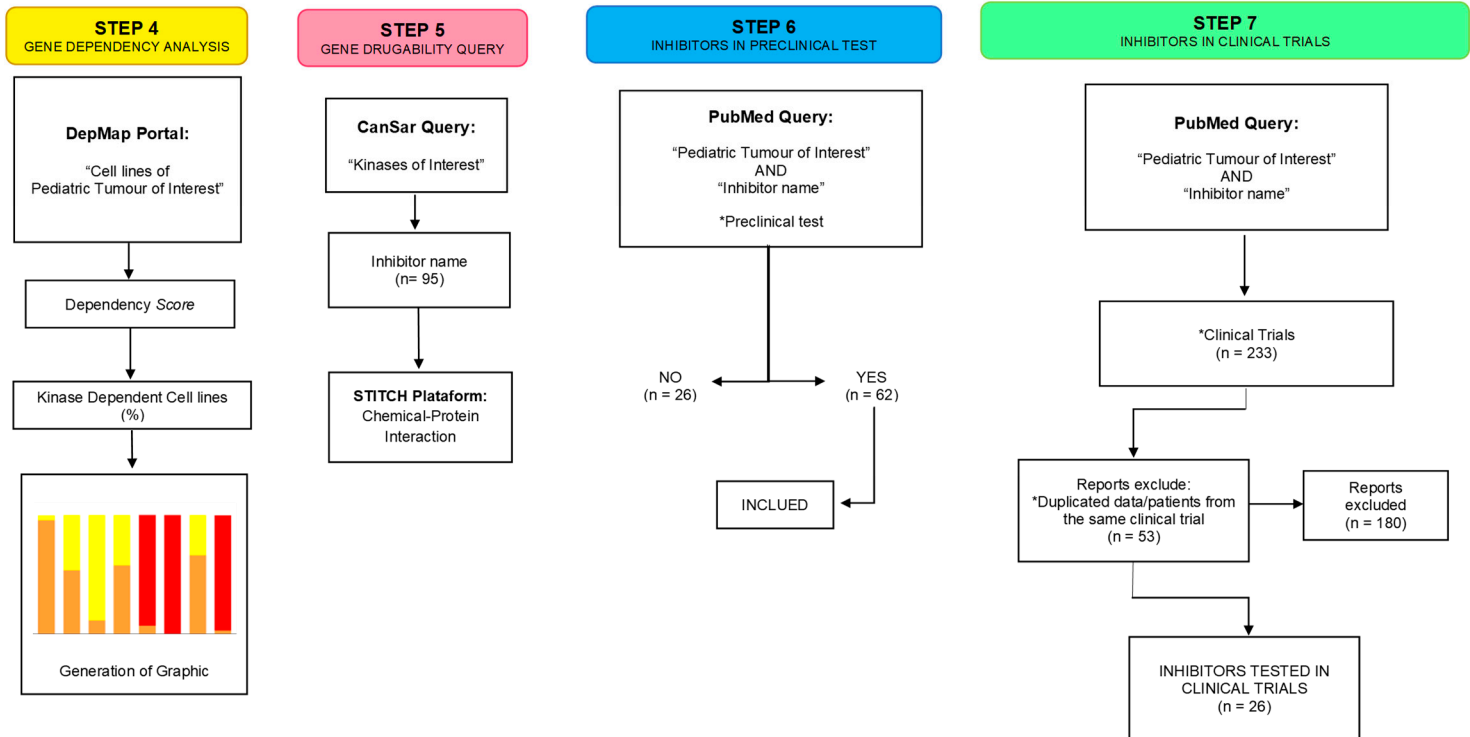 STEP 4
GENE DEPENDENCY ANALYSIS
DepMap Portal:
“Cell lines of
Pediatric Tumour of Interest”
Dependency Score
Kinase Dependent Cell lines
(%)
Generation of Graphic
STEP 5
GENE DRUGABILITY QUERY
CanSar Query:
“Kinases of Interest”
Inhibitor name
(n= 95)
STITCH Plataform:
Chemical-Protein
Interaction
STEP 6
INHIBITORS IN PRECLINICAL TEST
PubMed Query:
“Pediatric Tumour of Interest”
AND
“Inhibitor name”
*Preclinical test
NO
(n = 26)
YES
(n = 62)
INCLUED
STEP 7
INHIBITORS IN CLINICAL TRIALS
PubMed Query:
“Pediatric Tumour of Interest”
AND
“Inhibitor name”
*Clinical Trials
(n = 233)
Reports exclude:
*Duplicated data/patients from
the same clinical trial
(n = 53)
Reports
excluded
(n = 180)
INHIBITORS TESTED IN
CLINICAL TRIALS
(n = 26)